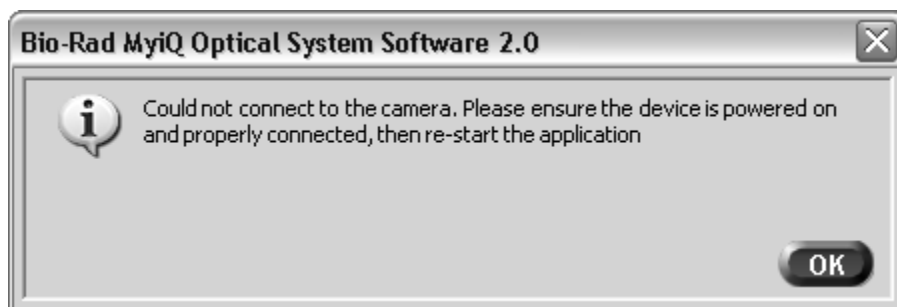 Bio-Rad MyiQ Optical System Software 2.0
Could not connect to the camera. Please ensure the device is powered on
and properly connected, then re-start the application
OK